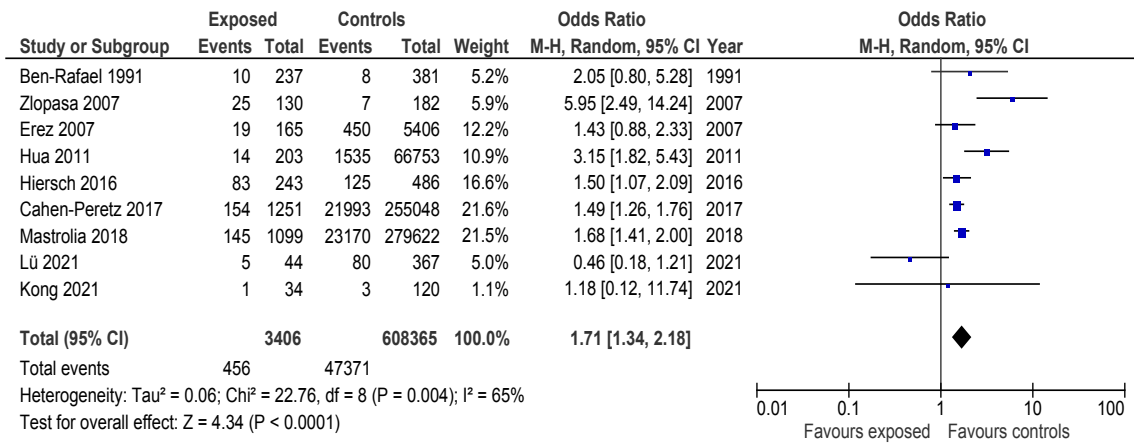 Exposed Controls Odds Ratio Odds Ratio
Study or Subgroup Events Total Events Total Weight M-H, Random, 95% CI Year M-H, Random, 95% CI
Ben-Rafael 1991 10 237 8 381 5.2% 2.05 [0.80, 5.28] 1991
Zlopasa 2007 25 130 7 182 5.9% 5.95 [2.49, 14.24] 2007
Erez 2007 19 165 450 5406 12.2% 1.43 [0.88, 2.33] 2007
Hua 2011 14 203 1535 66753 10.9% 3.15 [1.82, 5.43] 2011
Hiersch 2016 83 243 125 486 16.6% 1.50 [1.07, 2.09] 2016
Cahen-Peretz 2017 154 1251 21993 255048 21.6% 1.49 [1.26, 1.76] 2017
Mastrolia 2018 145 1099 23170 279622 21.5% 1.68 [1.41, 2.00] 2018
Lü 2021 5 44 80 367 5.0% 0.46 [0.18, 1.21] 2021
Kong 2021 1 34 3 120 1.1% 1.18 [0.12, 11.74] 2021
Total (95% CI) 3406 608365 100.0% 1.71 [1.34, 2.18]
Total events 456 47371
Heterogeneity: Tau² = 0.06; Chi² = 22.76, df = 8 (P = 0.004); I² = 65%
Test for overall effect: Z = 4.34 (P < 0.0001)
0.01 0.1 1 10 100
Favours exposed Favours controls